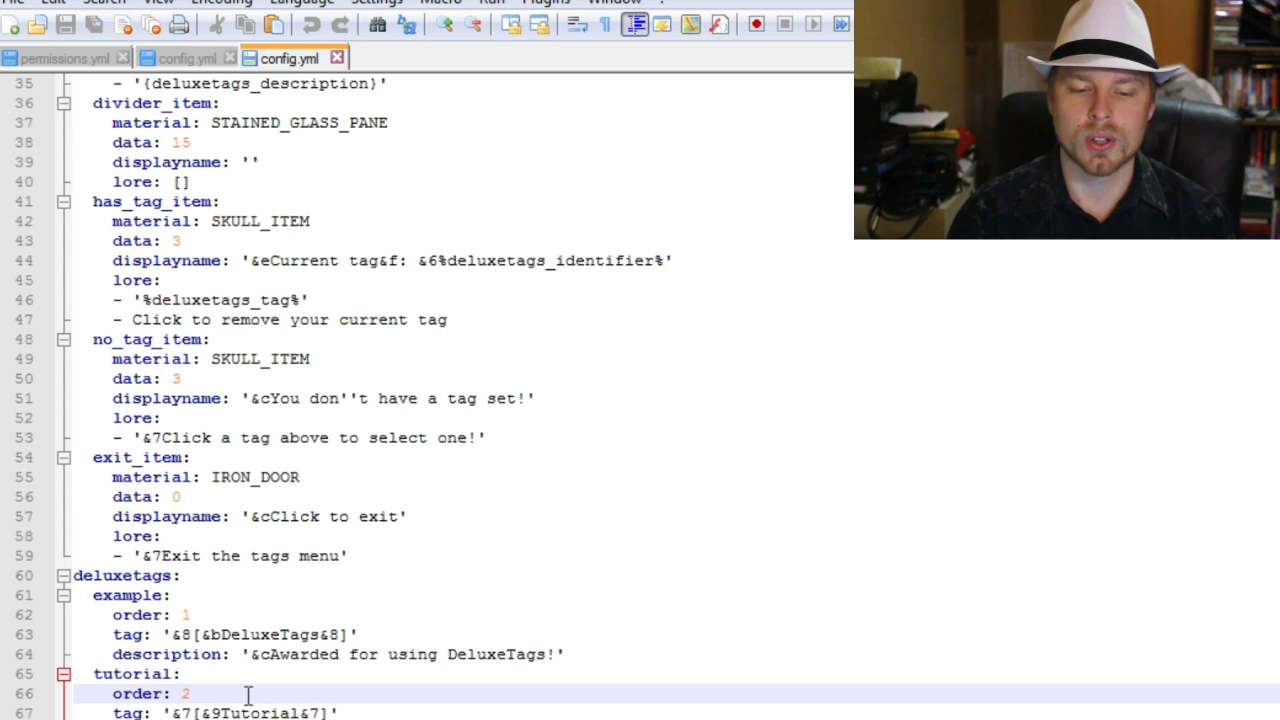 permissions.yml config.yml config.yml
35 - '{deluxetags_description}'
36 divider_item:
37 material: STAINED_GLASS_PANE
38 data: 15
39 displayname: ''
40 lore: []
41 has_tag_item:
42 material: SKULL_ITEM
43 data: 3
44 displayname: '&eCurrent tag&f: &6%deluxetags_identifier%'
45 lore:
46 - '%deluxetags_tag%'
47 - Click to remove your current tag
48 no_tag_item:
49 material: SKULL_ITEM
50 data: 3
51 displayname: '&cYou don''t have a tag set!'
52 lore:
53 - '&7Click a tag above to select one!'
54 exit_item:
55 material: IRON_DOOR
56 data: 0
57 displayname: '&cClick to exit'
58 lore:
59 - '&7Exit the tags menu'
60 deluxetags:
61 example:
62 order: 1
63 tag: '&8[&bDeluxeTags&8]'
64 description: '&cAwarded for using DeluxeTags!'
65 tutorial:
66 order: 2
67 tag: '&7[&9Tutorial&7]'